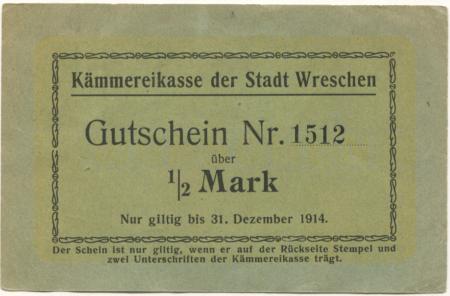 Kämmereikasse der Stadt Wreschen
Gutschein Nr. 1512
über
1/2 Mark
Nur giltig bis 31. Dezember 1914.
Der Schein ist nur giltig, wenn er auf der Rückseite Stempel und
zwei Unterschriften der Kämmereikasse trägt.